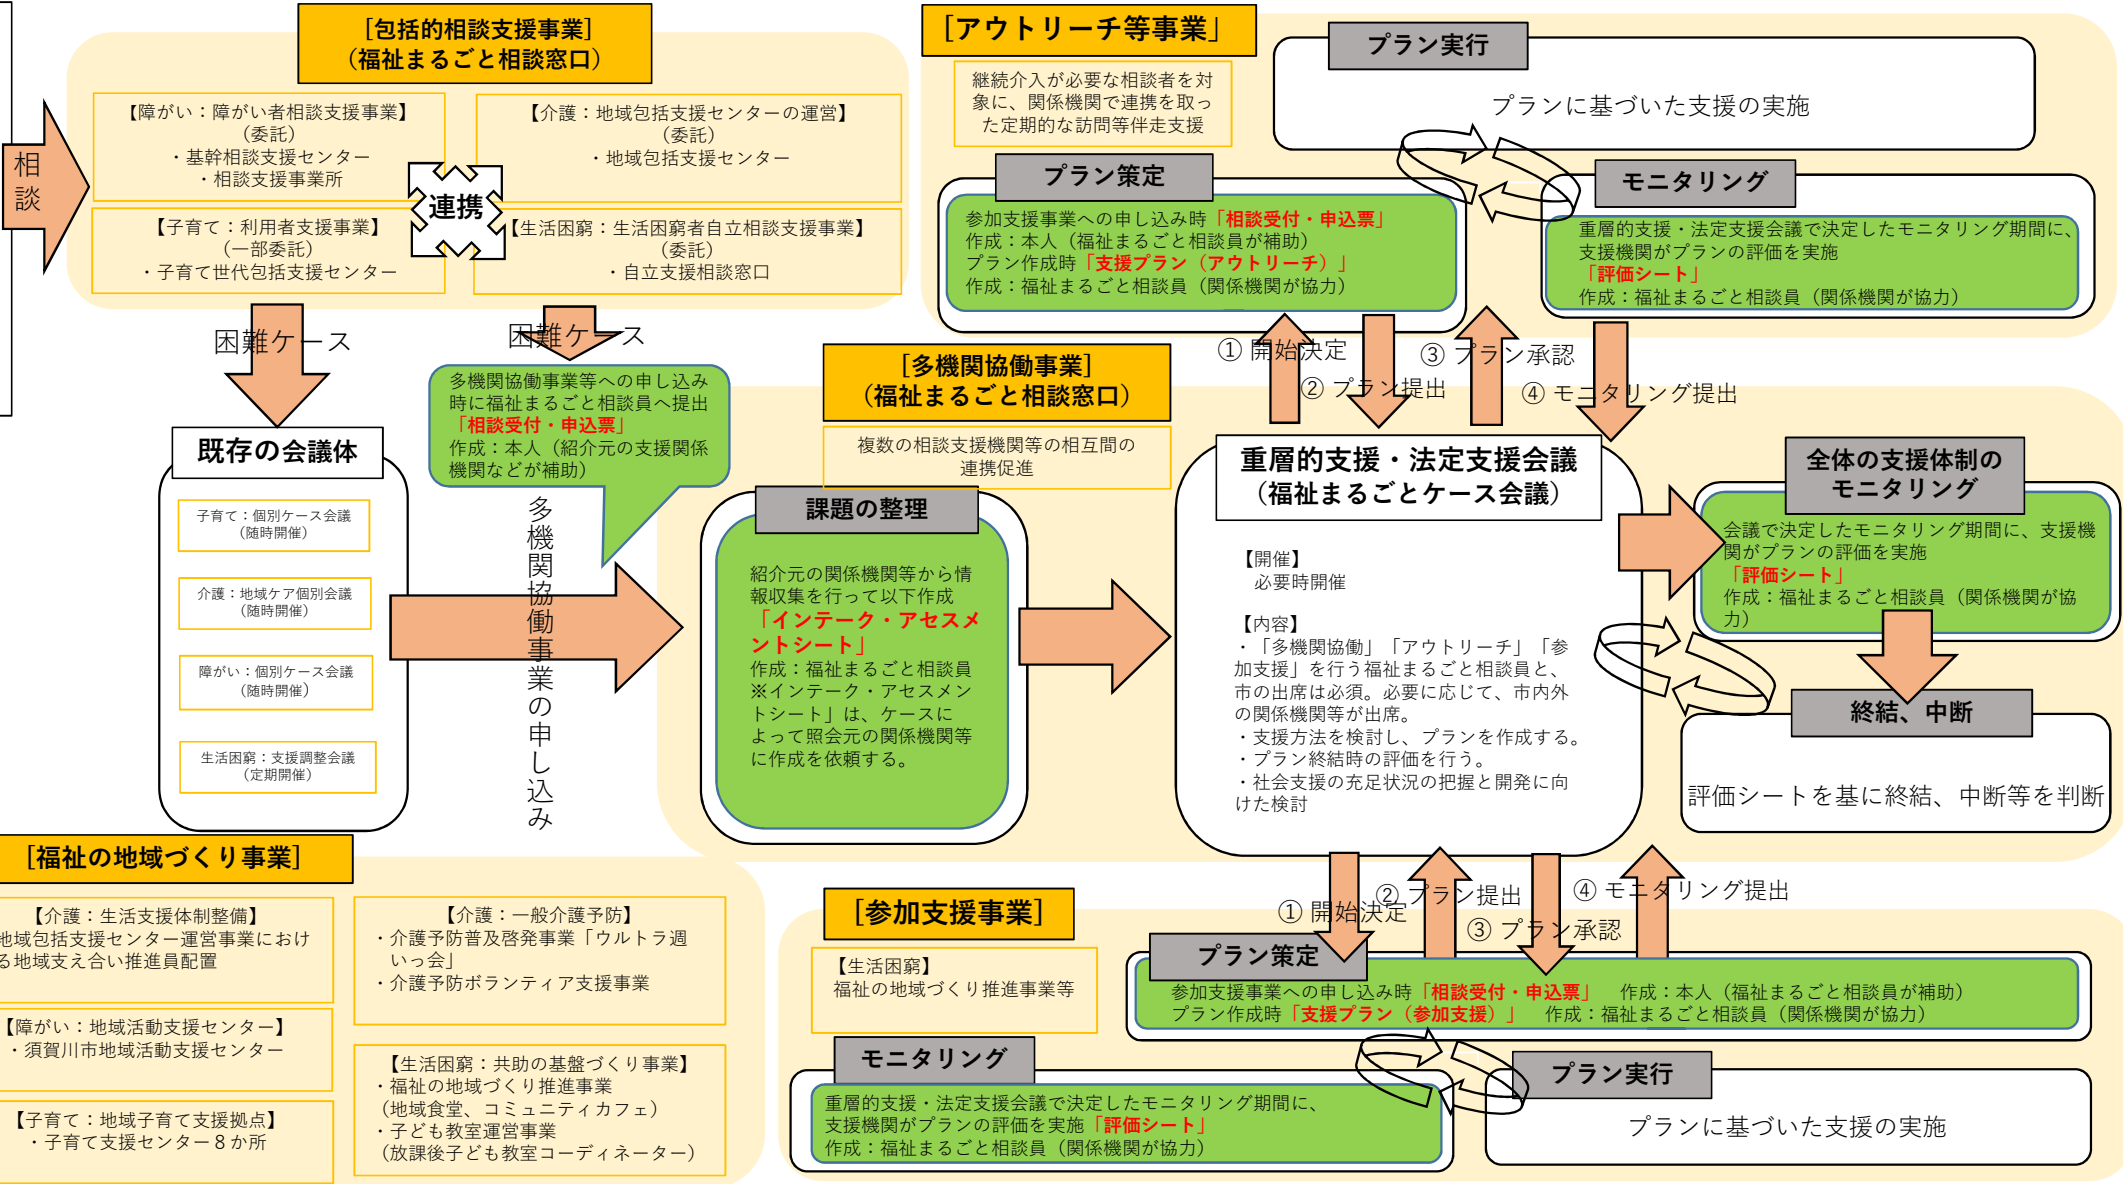 相
談
［包括的相談支援事業］
（福祉まるごと相談窓口）
【障がい：障がい者相談支援事業】
（委託）
・基幹相談支援センター
・相談支援事業所
【介護：地域包括支援センターの運営】
（委託）
・地域包括支援センター
連携
【子育て：利用者支援事業】
（一部委託）
・子育て世代包括支援センター
【生活困窮：生活困窮者自立相談支援事業】
（委託）
・自立支援相談窓口
困難ケース
困難ケース
［アウトリーチ等事業」
継続介入が必要な相談者を対
象に、関係機関で連携を取っ
た定期的な訪問等伴走支援
プラン実行
プランに基づいた支援の実施
プラン策定
参加支援事業への申し込み時「相談受付・申込票」
作成：本人（福祉まるごと相談員が補助）
プラン作成時「支援プラン（アウトリーチ）」
作成：福祉まるごと相談員（関係機関が協力）
モニタリング
重層的支援・法定支援会議で決定したモニタリング期間に、
支援機関がプランの評価を実施
「評価シート」
作成：福祉まるごと相談員（関係機関が協力）
① 開始決定
② プラン提出
③ プラン承認
④ モニタリング提出
既存の会議体
子育て：個別ケース会議
（随時開催）
介護：地域ケア個別会議
（随時開催）
障がい：個別ケース会議
（随時開催）
生活困窮：支援調整会議
（定期開催）
多機関協働事業等への申し込み
時に福祉まるごと相談員へ提出
「相談受付・申込票」
作成：本人（紹介元の支援関係
機関などが補助）
多機関協働事業の申し込み
［多機関協働事業］
（福祉まるごと相談窓口）
複数の相談支援機関等の相互間の
連携促進
課題の整理
紹介元の関係機関等から情
報収集を行って以下作成
「インテーク・アセスメ
ントシート」
作成：福祉まるごと相談員
※インテーク・アセスメン
トシート」は、ケースに
よって照会元の関係機関等
に作成を依頼する。
重層的支援・法定支援会議
（福祉まるごとケース会議）
【開催】
必要時開催
【内容】
・「多機関協働」「アウトリーチ」「参
加支援」を行う福祉まるごと相談員と、
市の出席は必須。必要に応じて、市内外
の関係機関等が出席。
・支援方法を検討し、プランを作成する。
・プラン終結時の評価を行う。
・社会支援の充足状況の把握と開発に向
けた検討
全体の支援体制の
モニタリング
会議で決定したモニタリング期間に、支援機
関がプランの評価を実施
「評価シート」
作成：福祉まるごと相談員（関係機関が協
力）
終結、中断
評価シートを基に終結、中断等を判断
［福祉の地域づくり事業］
【介護：生活支援体制整備】
地域包括支援センター運営事業におけ
る地域支え合い推進員配置
【障がい：地域活動支援センター】
・須賀川市地域活動支援センター
【子育て：地域子育て支援拠点】
・子育て支援センター８か所
【介護：一般介護予防】
・介護予防普及啓発事業「ウルトラ週
いっ会」
・介護予防ボランティア支援事業
【生活困窮：共助の基盤づくり事業】
・福祉の地域づくり推進事業
（地域食堂、コミュニティカフェ）
・子ども教室運営事業
（放課後子ども教室コーディネーター）
［参加支援事業］
【生活困窮】
福祉の地域づくり推進事業等
① 開始決定
② プラン提出
③ プラン承認
④ モニタリング提出
プラン策定
参加支援事業への申し込み時「相談受付・申込票」　作成：本人（福祉まるごと相談員が補助）
プラン作成時「支援プラン（参加支援）」　作成：福祉まるごと相談員（関係機関が協力）
モニタリング
重層的支援・法定支援会議で決定したモニタリング期間に、
支援機関がプランの評価を実施「評価シート」
作成：福祉まるごと相談員（関係機関が協力）
プラン実行
プランに基づいた支援の実施